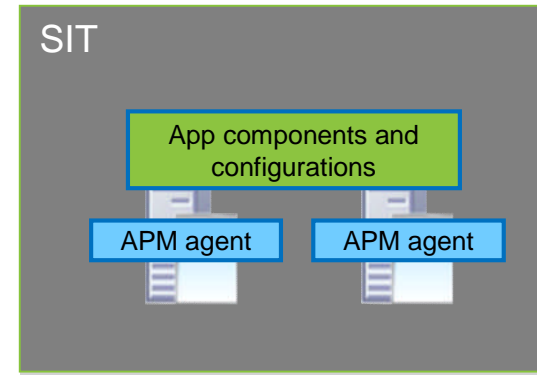 SIT
App components and
configurations
APM agent
APM agent